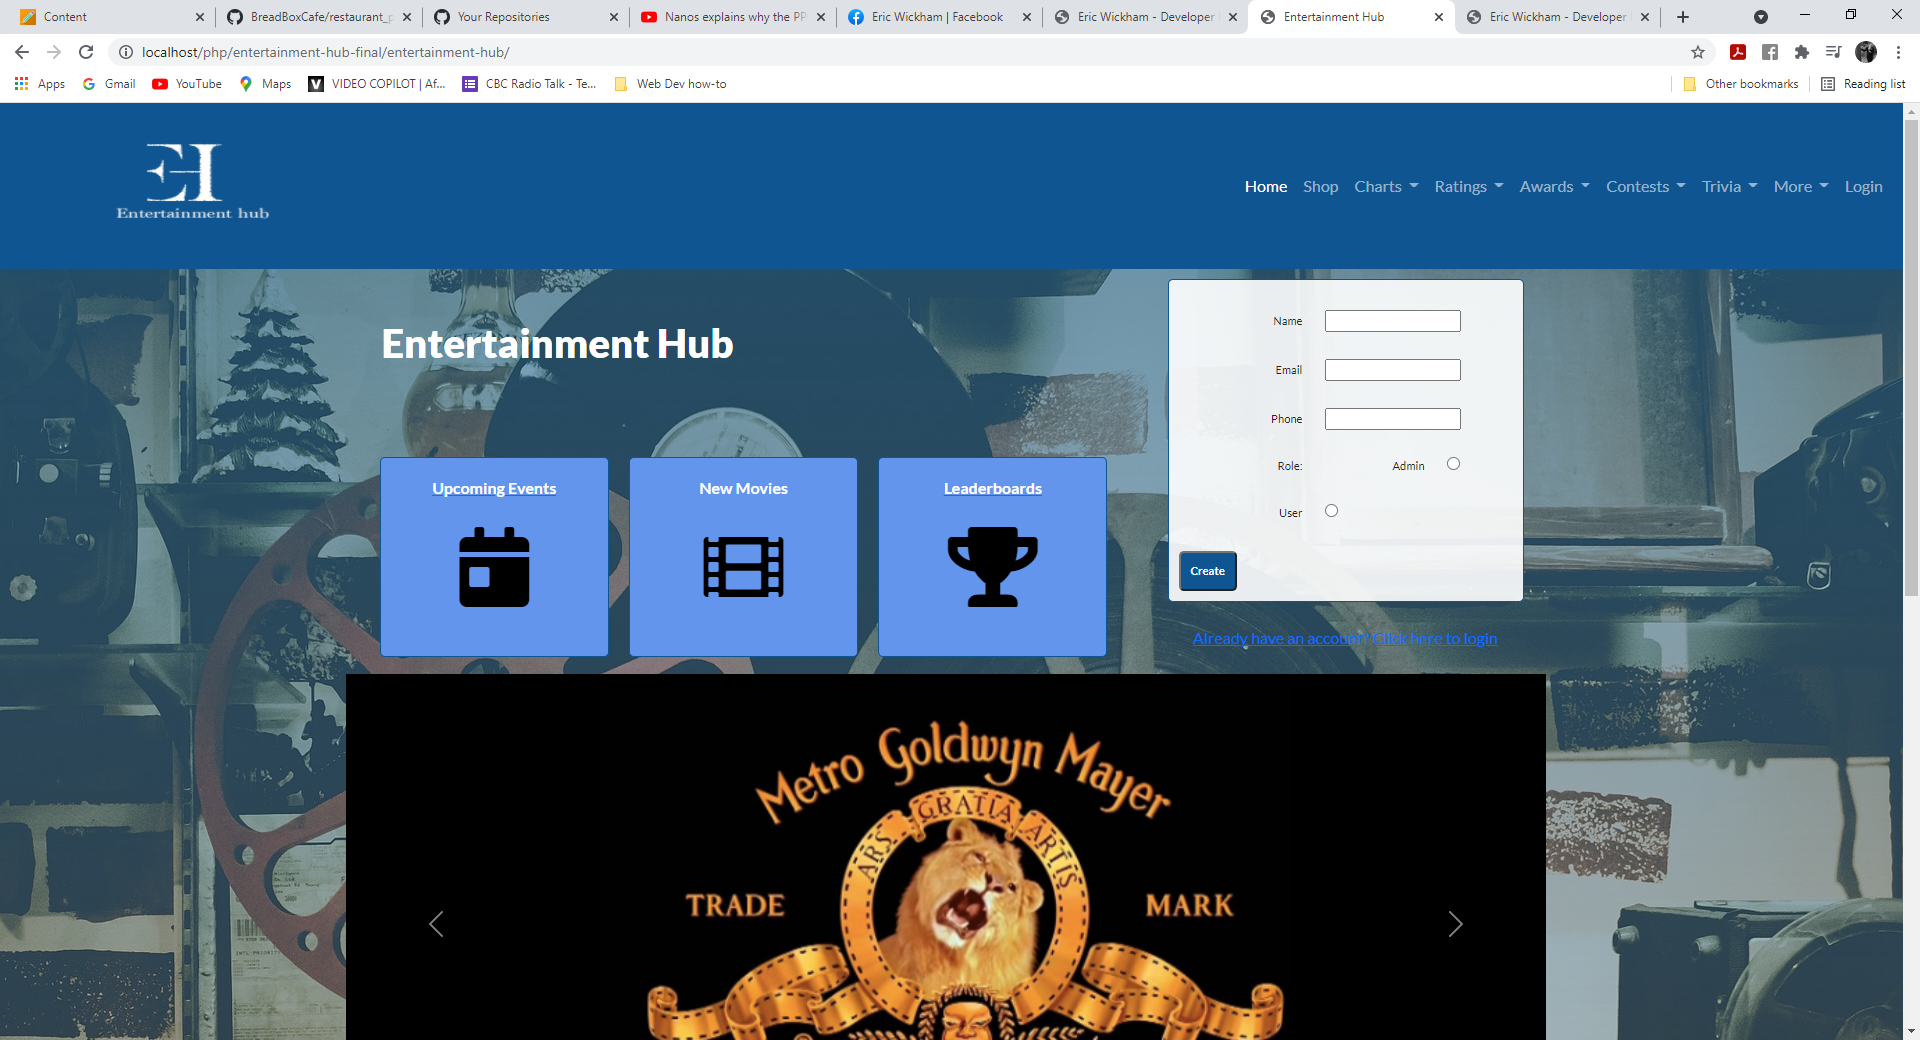 Content
BreadBoxCafe/restaurant_p
Your Repositories
Nanos explains why the PP
Eric Wickham | Facebook
Eric Wickham - Developer
Entertainment Hub
Eric Wickham - Developer
localhost/php/entertainment-hub-final/entertainment-hub/
Apps
Gmail
YouTube
Maps
VIDEO COPILOT | Af...
CBC Radio Talk - Te...
Web Dev how-to
Other bookmarks
Reading list
EH
Entertainment hub
Home
Shop
Charts
Ratings
Awards
Contests
Trivia
More
Login
Entertainment Hub
Upcoming Events
New Movies
Leaderboards
Name
Email
Phone
Role:
Admin
User
Create
Already have an account? Click here to login
Metro Goldwyn Mayer
ARS GRATIA ARTIS
TRADE
MARK